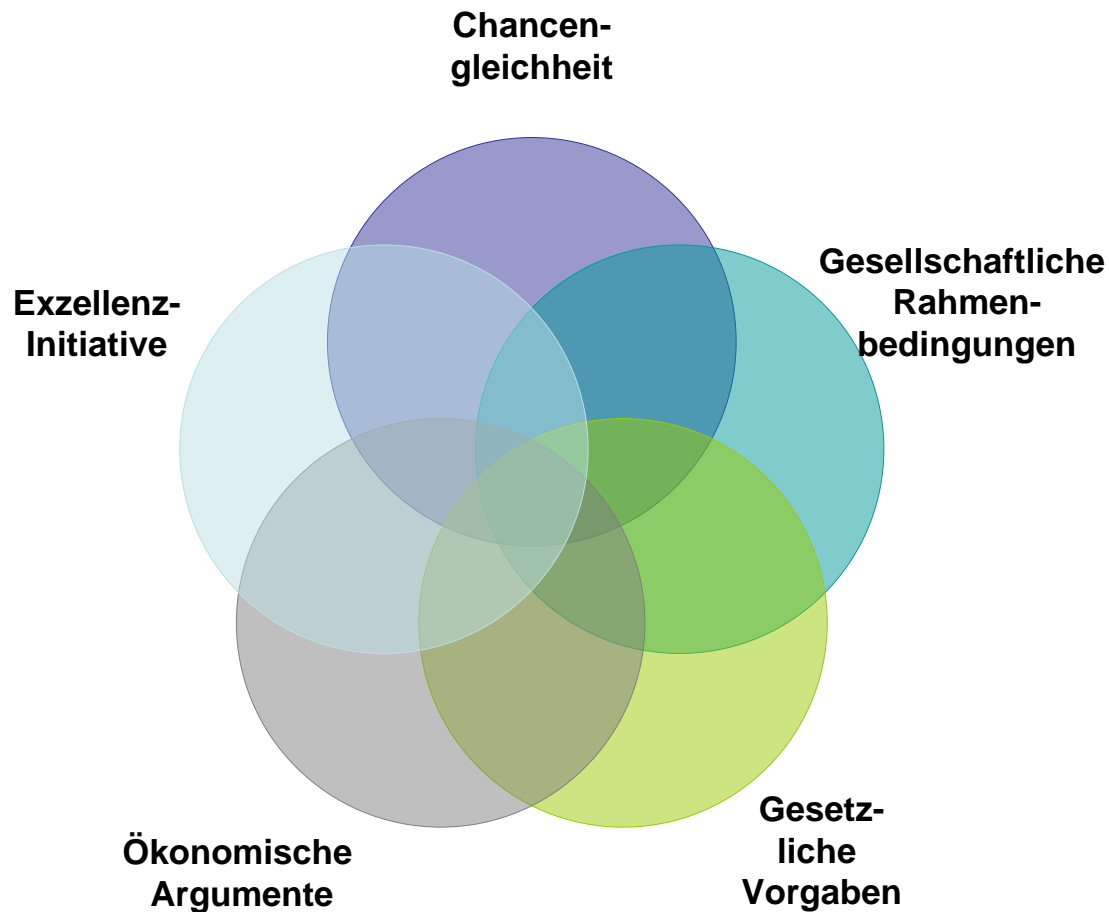 Chancen-
gleichheit
Gesellschaftliche
Rahmen-
bedingungen
Exzellenz-
Initiative
Gesetz-
liche
Vorgaben
Ökonomische
Argumente